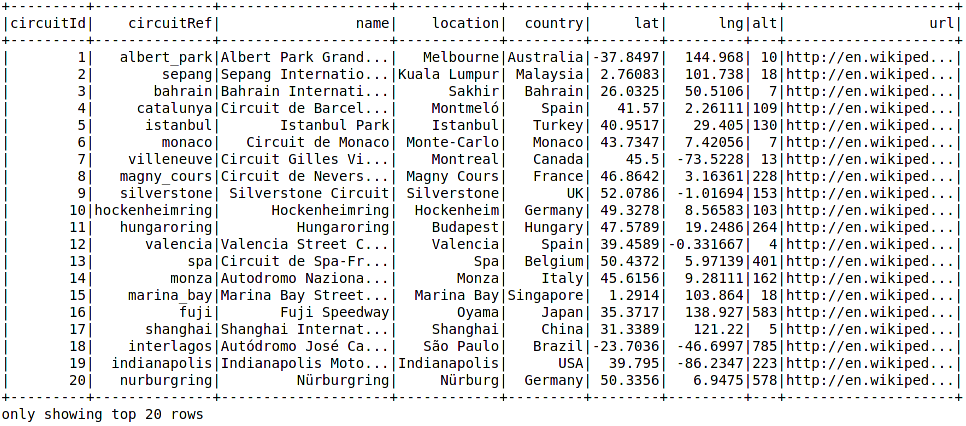 +---------+--------------+--------------------+------------+---------+--------+---------+---+--------------------+
|circuitId|    circuitRef|                name|    location|  country|     lat|      lng|alt|                 url|
+---------+--------------+--------------------+------------+---------+--------+---------+---+--------------------+
|        1|   albert_park|Albert Park Grand...|   Melbourne|Australia|-37.8497|  144.968| 10|http://en.wikiped...|
|        2|        sepang|Sepang Internatio...|Kuala Lumpur| Malaysia| 2.76083|  101.738| 18|http://en.wikiped...|
|        3|       bahrain|Bahrain Internati...|      Sakhir|  Bahrain| 26.0325|  50.5106|  7|http://en.wikiped...|
|        4|     catalunya|Circuit de Barcel...|    Montmeló|    Spain|   41.57|  2.26111|109|http://en.wikiped...|
|        5|      istanbul|       Istanbul Park|    Istanbul|   Turkey| 40.9517|   29.405|130|http://en.wikiped...|
|        6|        monaco|   Circuit de Monaco| Monte-Carlo|   Monaco| 43.7347|  7.42056|  7|http://en.wikiped...|
|        7|    villeneuve|Circuit Gilles Vi...|    Montreal|   Canada|    45.5| -73.5228| 13|http://en.wikiped...|
|        8|   magny_cours|Circuit de Nevers...| Magny Cours|   France| 46.8642|  3.16361|228|http://en.wikiped...|
|        9|   silverstone| Silverstone Circuit| Silverstone|       UK| 52.0786| -1.01694|153|http://en.wikiped...|
|       10|hockenheimring|      Hockenheimring|  Hockenheim|  Germany| 49.3278|  8.56583|103|http://en.wikiped...|
|       11|   hungaroring|         Hungaroring|    Budapest|  Hungary| 47.5789|  19.2486|264|http://en.wikiped...|
|       12|      valencia|Valencia Street C...|    Valencia|    Spain| 39.4589|-0.331667|  4|http://en.wikiped...|
|       13|           spa|Circuit de Spa-Fr...|         Spa|  Belgium| 50.4372|  5.97139|401|http://en.wikiped...|
|       14|         monza|Autodromo Naziona...|       Monza|    Italy| 45.6156|  9.28111|162|http://en.wikiped...|
|       15|    marina_bay|Marina Bay Street...|  Marina Bay|Singapore|  1.2914|  103.864| 18|http://en.wikiped...|
|       16|          fuji|       Fuji Speedway|       Oyama|    Japan| 35.3717|  138.927|583|http://en.wikiped...|
|       17|      shanghai|Shanghai Internat...|    Shanghai|    China| 31.3389|   121.22|  5|http://en.wikiped...|
|       18|    interlagos|Autódromo José Ca...|   São Paulo|   Brazil|-23.7036| -46.6997|785|http://en.wikiped...|
|       19|  indianapolis|Indianapolis Moto...|Indianapolis|      USA|  39.795| -86.2347|223|http://en.wikiped...|
|       20|   nurburgring|         Nürburgring|     Nürburg|  Germany| 50.3356|   6.9475|578|http://en.wikiped...|
+---------+--------------+--------------------+------------+---------+--------+---------+---+--------------------+
only showing top 20 rows